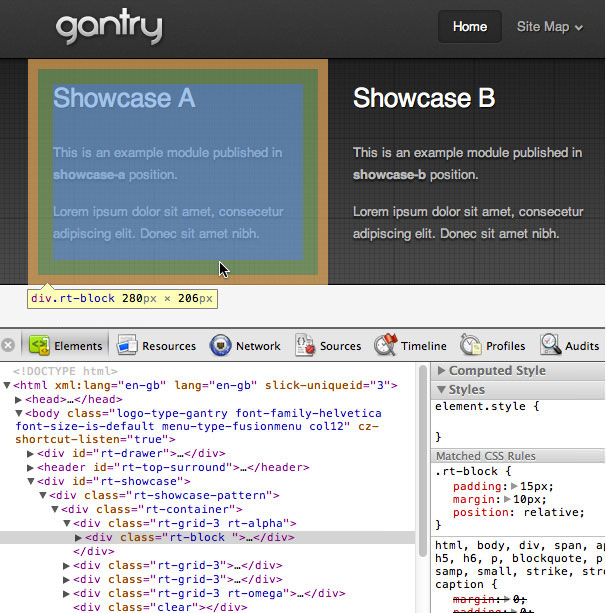 gantry
Home Site Map
Showcase A
This is an example module published in
showcase-a position.
Lorem ipsum dolor sit amet, consectetur
adipiscing elit. Donec sit amet nibh.
Showcase B
This is an example module published in
showcase-b position.
Lorem ipsum dolor sit amet, consectetur
adipiscing elit. Donec sit amet nibh.
div.rt-block 280px × 206px
Elements Resources Network Sources Timeline Profiles Audits
<!DOCTYPE html>
▼<html xml:lang="en-gb" lang="en-gb" slick-uniqueid="3">
▶<head>…</head>
▼<body class="logo-type-gantry font-family-helvetica
font-size-is-default menu-type-fusionmenu col12" cz-
shortcut-listen="true">
▶<div id="rt-drawer">…</div>
▶<header id="rt-top-surround">…</header>
▼<div id="rt-showcase">
▼<div class="rt-showcase-pattern">
▼<div class="rt-container">
▼<div class="rt-grid-3 rt-alpha">
▶<div class="rt-block ">…</div>
</div>
▶<div class="rt-grid-3">…</div>
▶<div class="rt-grid-3">…</div>
▶<div class="rt-grid-3 rt-omega">…</div>
<div class="clear"></div>
▶ Computed Style
▼ Styles
element.style {
}
Matched CSS Rules
.rt-block {
padding:▶15px;
margin:▶10px;
position: relative;
}
html, body, div, span, ap
h5, h6, p, blockquote, p
samp, small, strike, stro
caption {
margin:▶0;
padding:▶0;